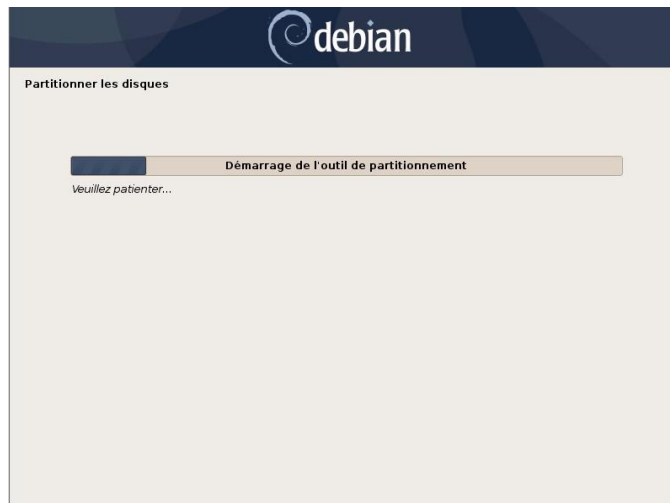 debian
Partitionner les disques
Démarrage de l'outil de partitionnement
Veuillez patienter...